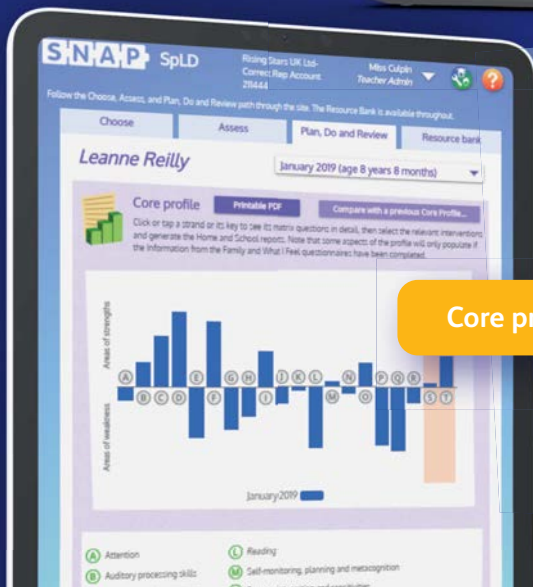 SNAP SpLD
Rising Stars UK Ltd-
Correct Rep Account
28444
Miss Culpin
Teacher Admin
?
Follow the Choose, Assess, and Plan, Do and Review path through the site. The Resource Bank is available throughout.
Choose
Assess
Plan, Do and Review
Resource bank
Leanne Reilly
January 2019 (age 8 years 8 months)
Core profile
Printable PDF
Compare with a previous Core Profile...
Click or tap a strand or its key to see its matrix questions in detail, then select the relevant interventions
and generate the Home and School reports. Note that some aspects of the profile will only populate if
the Information from the Family and What I Feel questionnaires have been completed.
Core pr
Areas of strengths
Areas of weakness
A B C D E F G H I J K L M N O P Q R S T
January 2019
A Attention
L Reading
B Auditory processing skills
M Self-monitoring, planning and metacognition